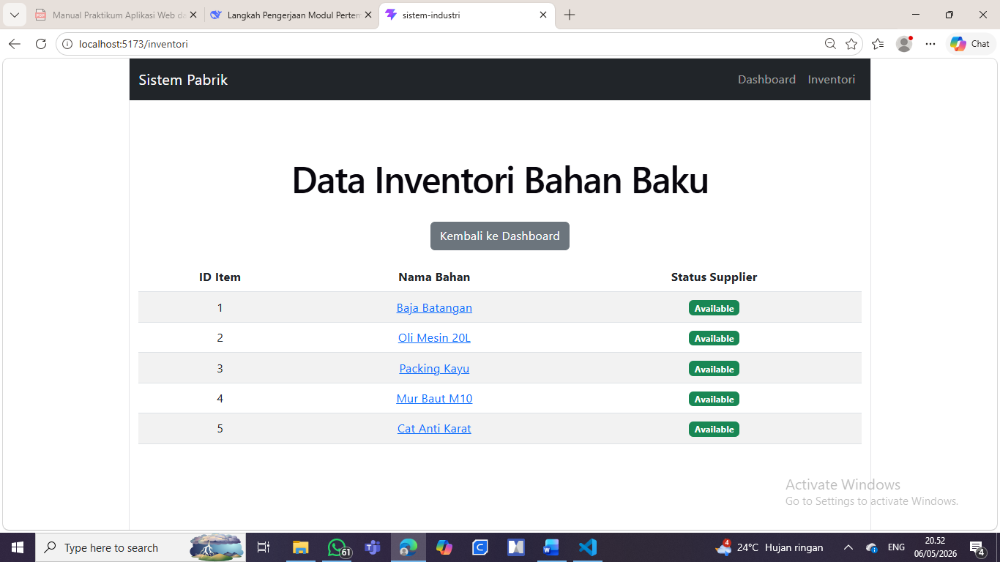 Manual Praktikum Aplikasi Web da
Langkah Pengerjaan Modul Pertem
sistem-industri
localhost:5173/inventori
Chat
Sistem Pabrik
Dashboard
Inventori
Data Inventori Bahan Baku
Kembali ke Dashboard
ID Item Nama Bahan Status Supplier
1 Baja Batangan Available
2 Oli Mesin 20L Available
3 Packing Kayu Available
4 Mur Baut M10 Available
5 Cat Anti Karat Available
Activate Windows
Go to Settings to activate Windows.
Type here to search
61
4
24°C Hujan ringan
ENG
20.52
06/05/2026
4